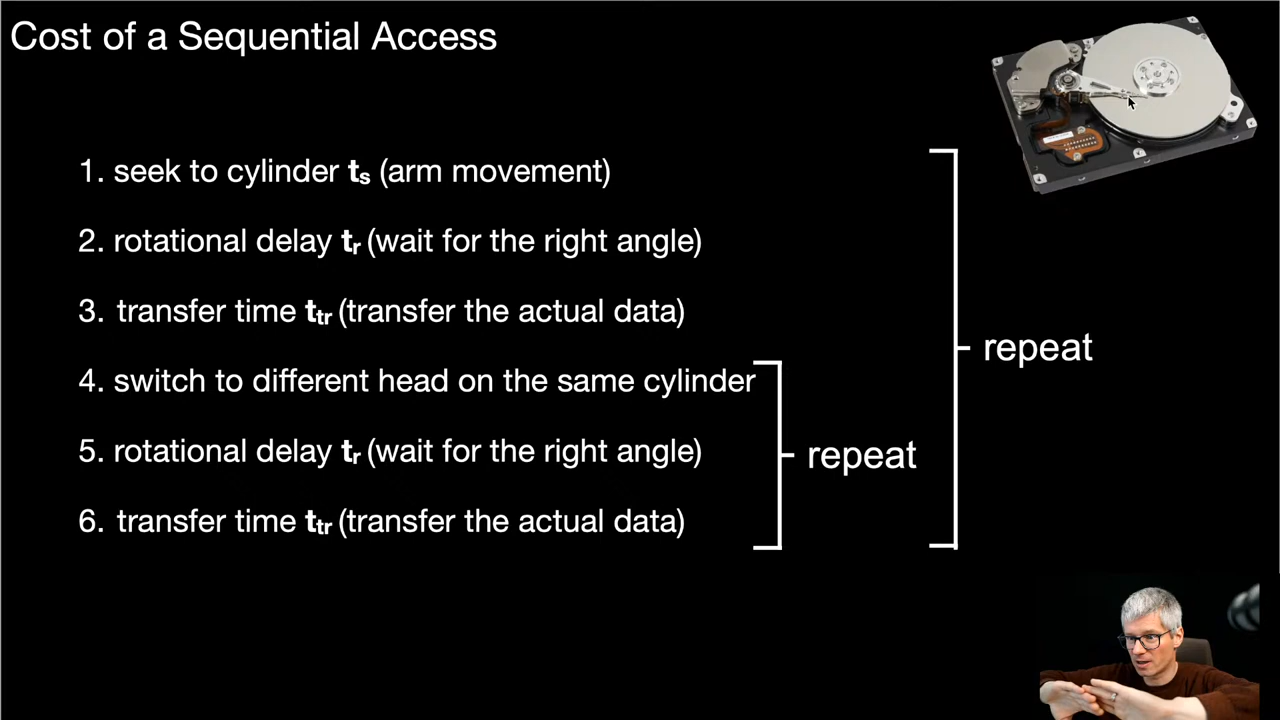 Cost of a Sequential Access
1. seek to cylinder ts (arm movement)
2. rotational delay tr (wait for the right angle)
3. transfer time ttr (transfer the actual data)
4. switch to different head on the same cylinder
5. rotational delay tr (wait for the right angle)
6. transfer time ttr (transfer the actual data)
repeat
repeat